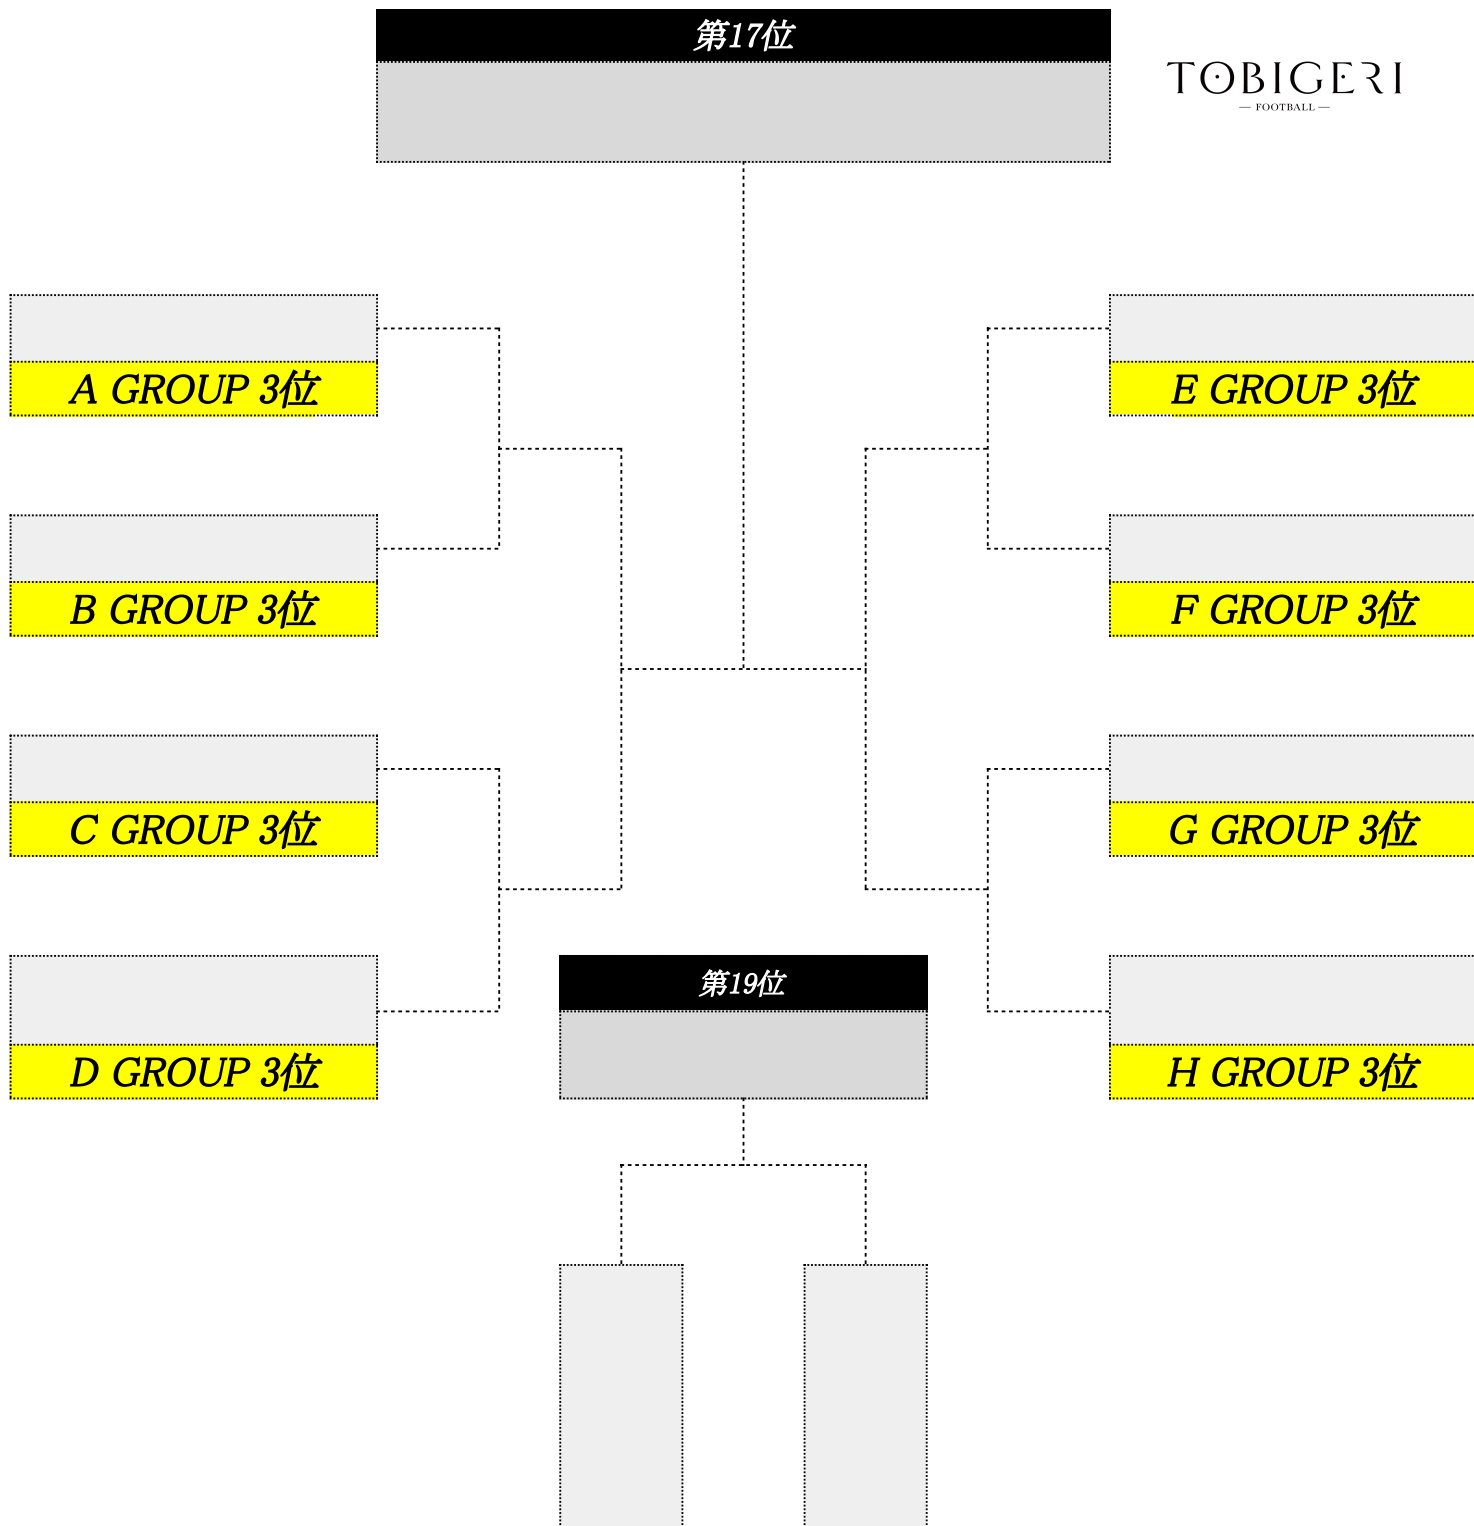 第17位
TOBIGERI
— FOOTBALL —
A GROUP 3位
E GROUP 3位
B GROUP 3位
F GROUP 3位
C GROUP 3位
G GROUP 3位
第19位
D GROUP 3位
H GROUP 3位